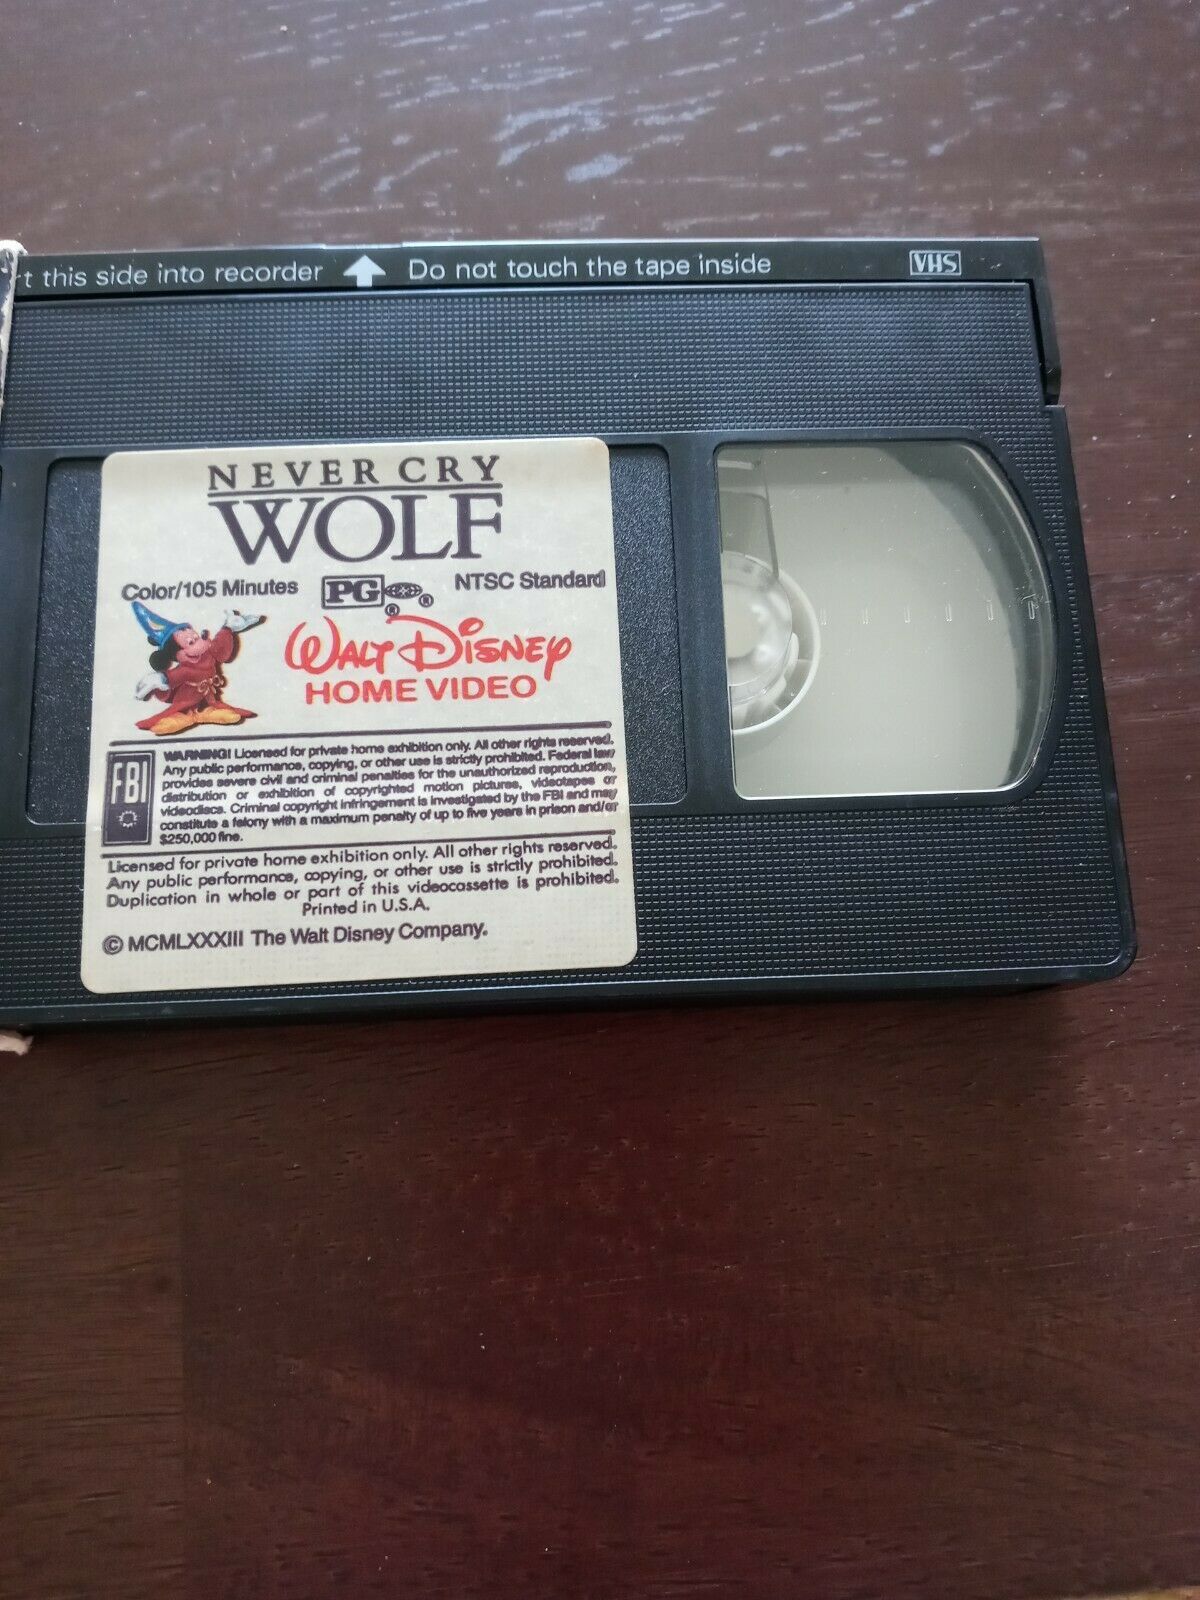 t this side into recorder Do not touch the tape inside VHS
NEVER CRY
WOLF
Color/105 Minutes PG ® ® NTSC Standard
WALT DISNEY
HOME VIDEO
FBI
WARNING! Licensed for private home exhibition only. All other rights reserved.
Any public performance, copying, or other use is strictly prohibited. Federal law
provides severe civil and criminal penalties for the unauthorized reproduction,
distribution or exhibition of copyrighted motion pictures, videotapes or
videodiscs. Criminal copyright infringement is investigated by the FBI and may
constitute a felony with a maximum penalty of up to five years in prison and/or
$250,000 fine.
Licensed for private home exhibition only. All other rights reserved.
Any public performance, copying, or other use is strictly prohibited.
Duplication in whole or part of this videocassette is prohibited.
Printed in U.S.A.
© MCMLXXXIII The Walt Disney Company.